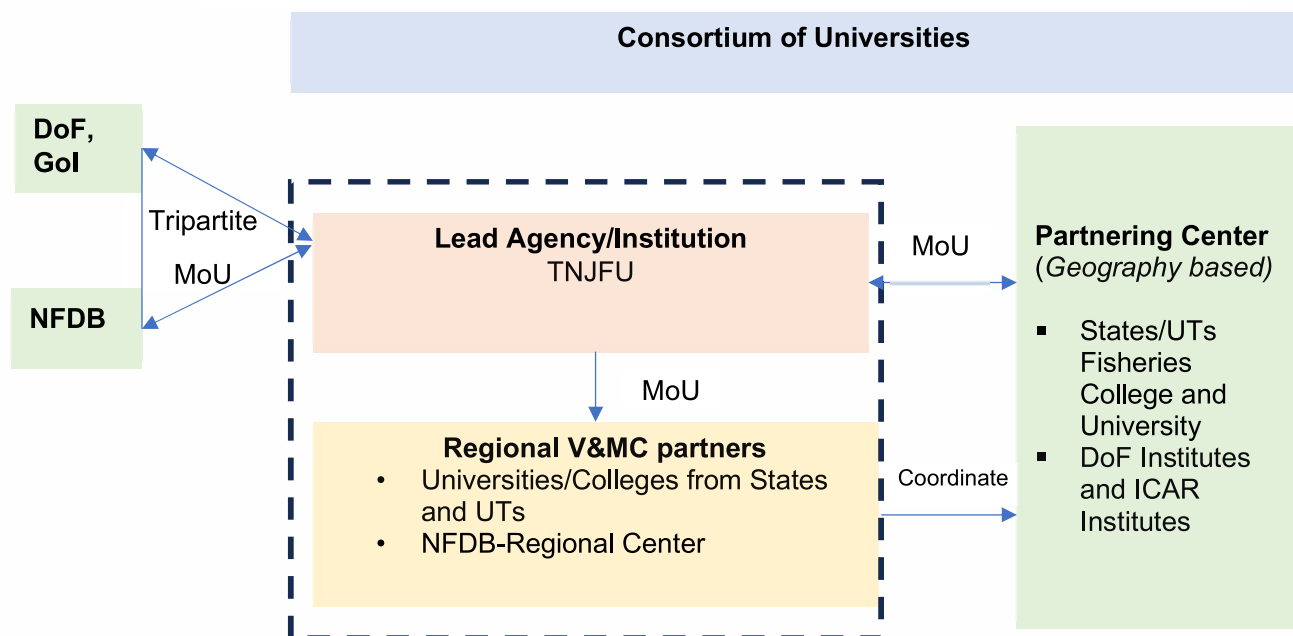 Consortium of Universities
DoF,
GoI
Tripartite
MoU
NFDB
Lead Agency/Institution
TNJFU
MoU
MoU
Regional V&MC partners
• Universities/Colleges from States
and UTs
• NFDB-Regional Center
Coordinate
Partnering Center
(Geography based)
▪ States/UTs
Fisheries
College and
University
▪ DoF Institutes
and ICAR
Institutes